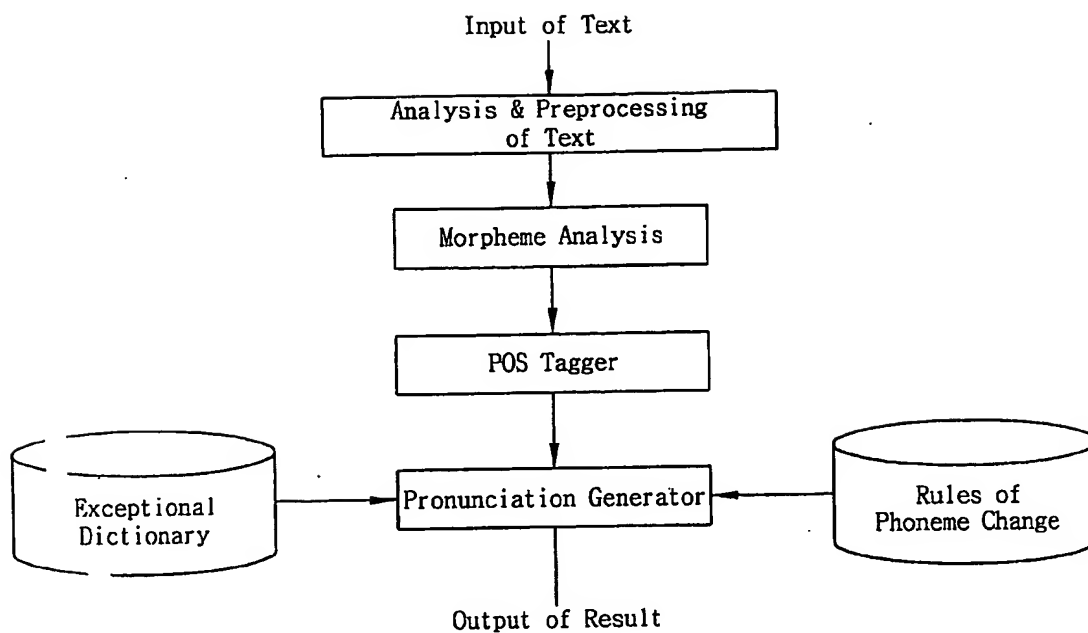 Input of Text
Analysis & Preprocessing
of Text
Morpheme Analysis
POS Tagger
Exceptional
Dictionary
Pronunciation Generator
Rules of
Phoneme Change
Output of Result